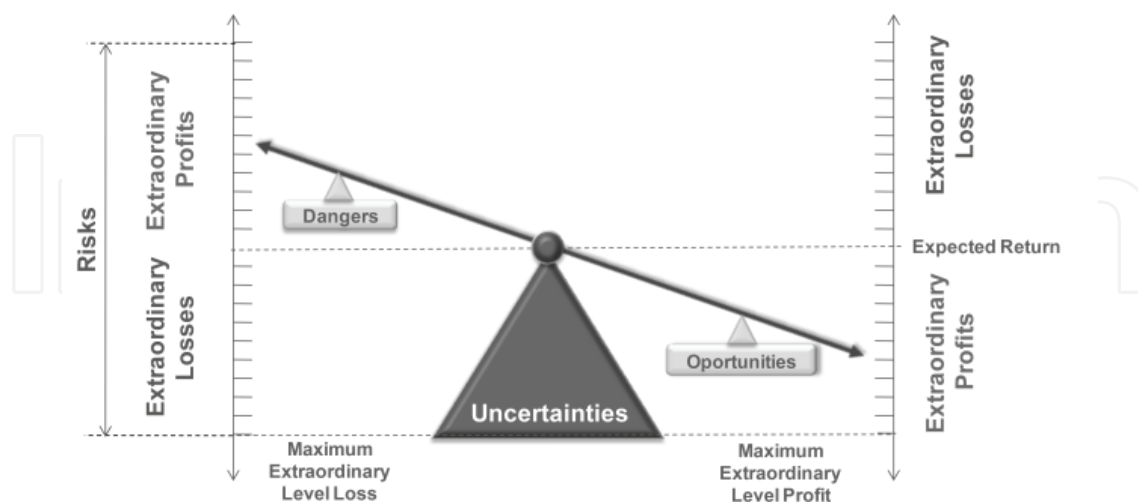 Risks
Extraordinary
Profits
Extraordinary
Losses
Dangers
Uncertainties
Oportunities
Extraordinary
Losses
Expected Return
Extraordinary
Profits
Maximum
Extraordinary
Level Loss
Maximum
Extraordinary
Level Profit